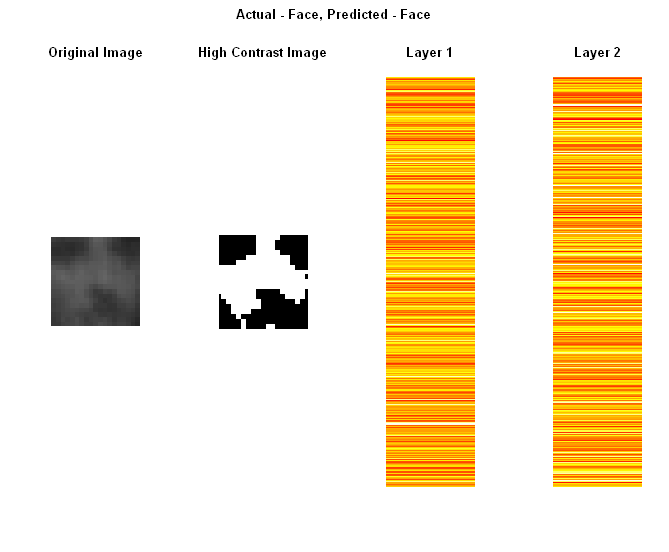 Actual - Face, Predicted - Face
Original Image
High Contrast Image
Layer 1
Layer 2